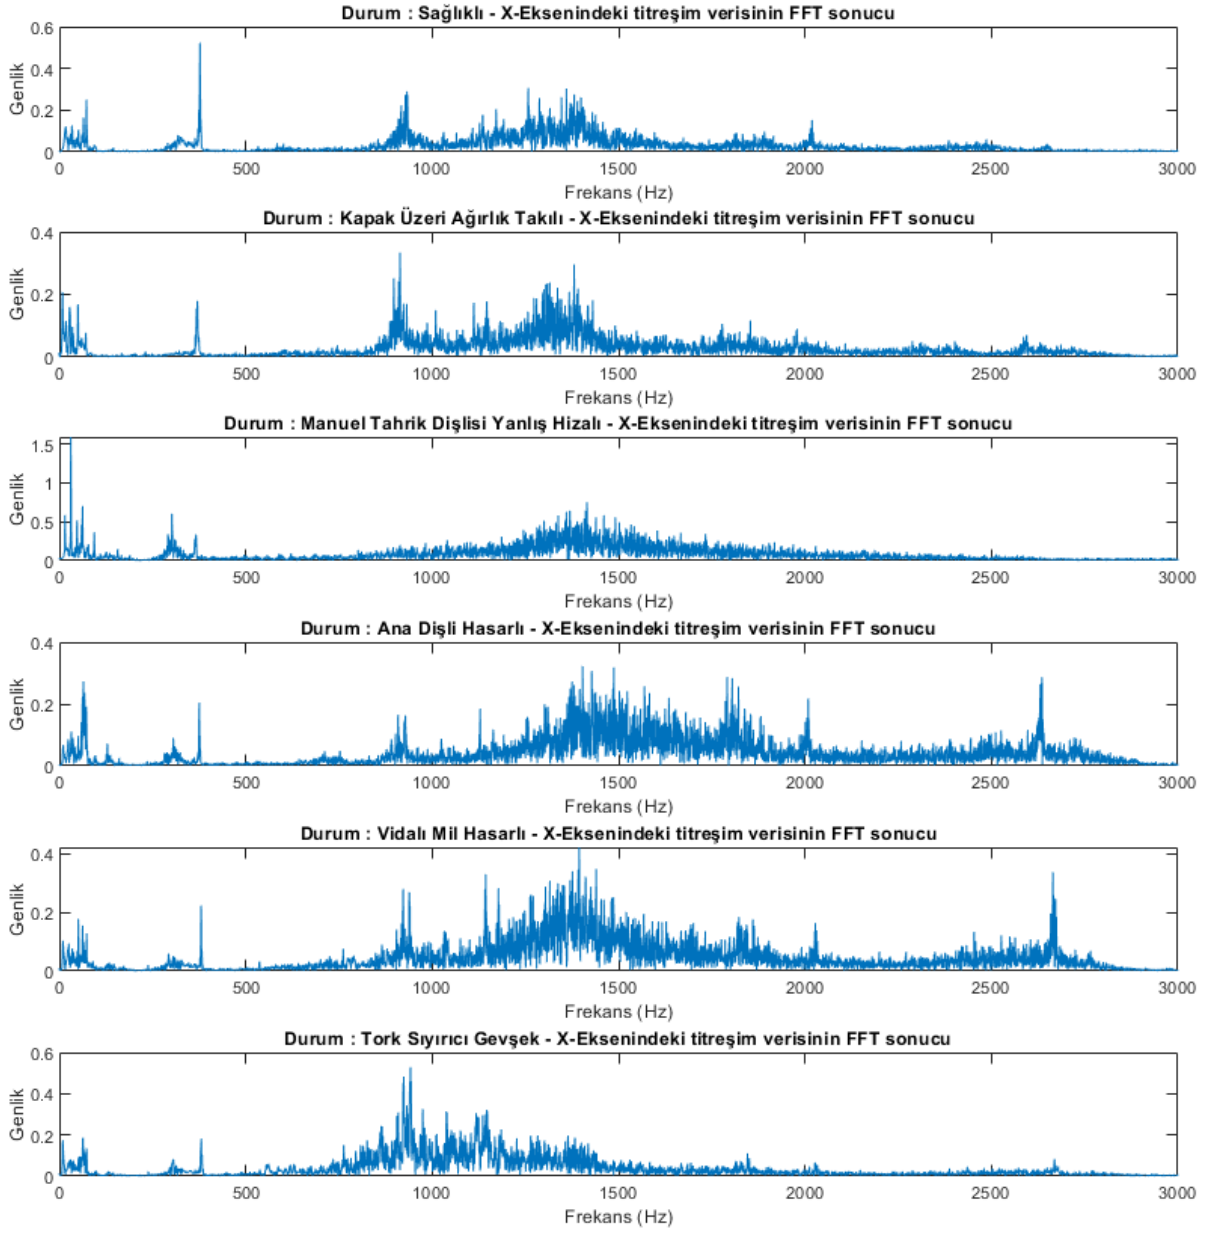 Durum : Sağlıklı - X-Eksenindeki titreşim verisinin FFT sonucu
0.6
0.4
0.2
0
Genlik
0 500 1000 1500 2000 2500 3000
Frekans (Hz)
Durum : Kapak Üzeri Ağırlık Takılı - X-Eksenindeki titreşim verisinin FFT sonucu
0.4
0.2
0
Genlik
0 500 1000 1500 2000 2500 3000
Frekans (Hz)
Durum : Manuel Tahrik Dişlisi Yanlış Hizalı - X-Eksenindeki titreşim verisinin FFT sonucu
1.5
1
0.5
0
Genlik
0 500 1000 1500 2000 2500 3000
Frekans (Hz)
Durum : Ana Dişli Hasarlı - X-Eksenindeki titreşim verisinin FFT sonucu
0.4
0.2
0
Genlik
0 500 1000 1500 2000 2500 3000
Frekans (Hz)
Durum : Vidalı Mil Hasarlı - X-Eksenindeki titreşim verisinin FFT sonucu
0.4
0.2
0
Genlik
0 500 1000 1500 2000 2500 3000
Frekans (Hz)
Durum : Tork Sıyırıcı Gevşek - X-Eksenindeki titreşim verisinin FFT sonucu
0.6
0.4
0.2
0
Genlik
0 500 1000 1500 2000 2500 3000
Frekans (Hz)